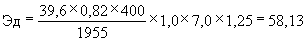 Эд = 39,6×0,82×400 / 1955 ×1,0×7,0×1,25 = 58,13